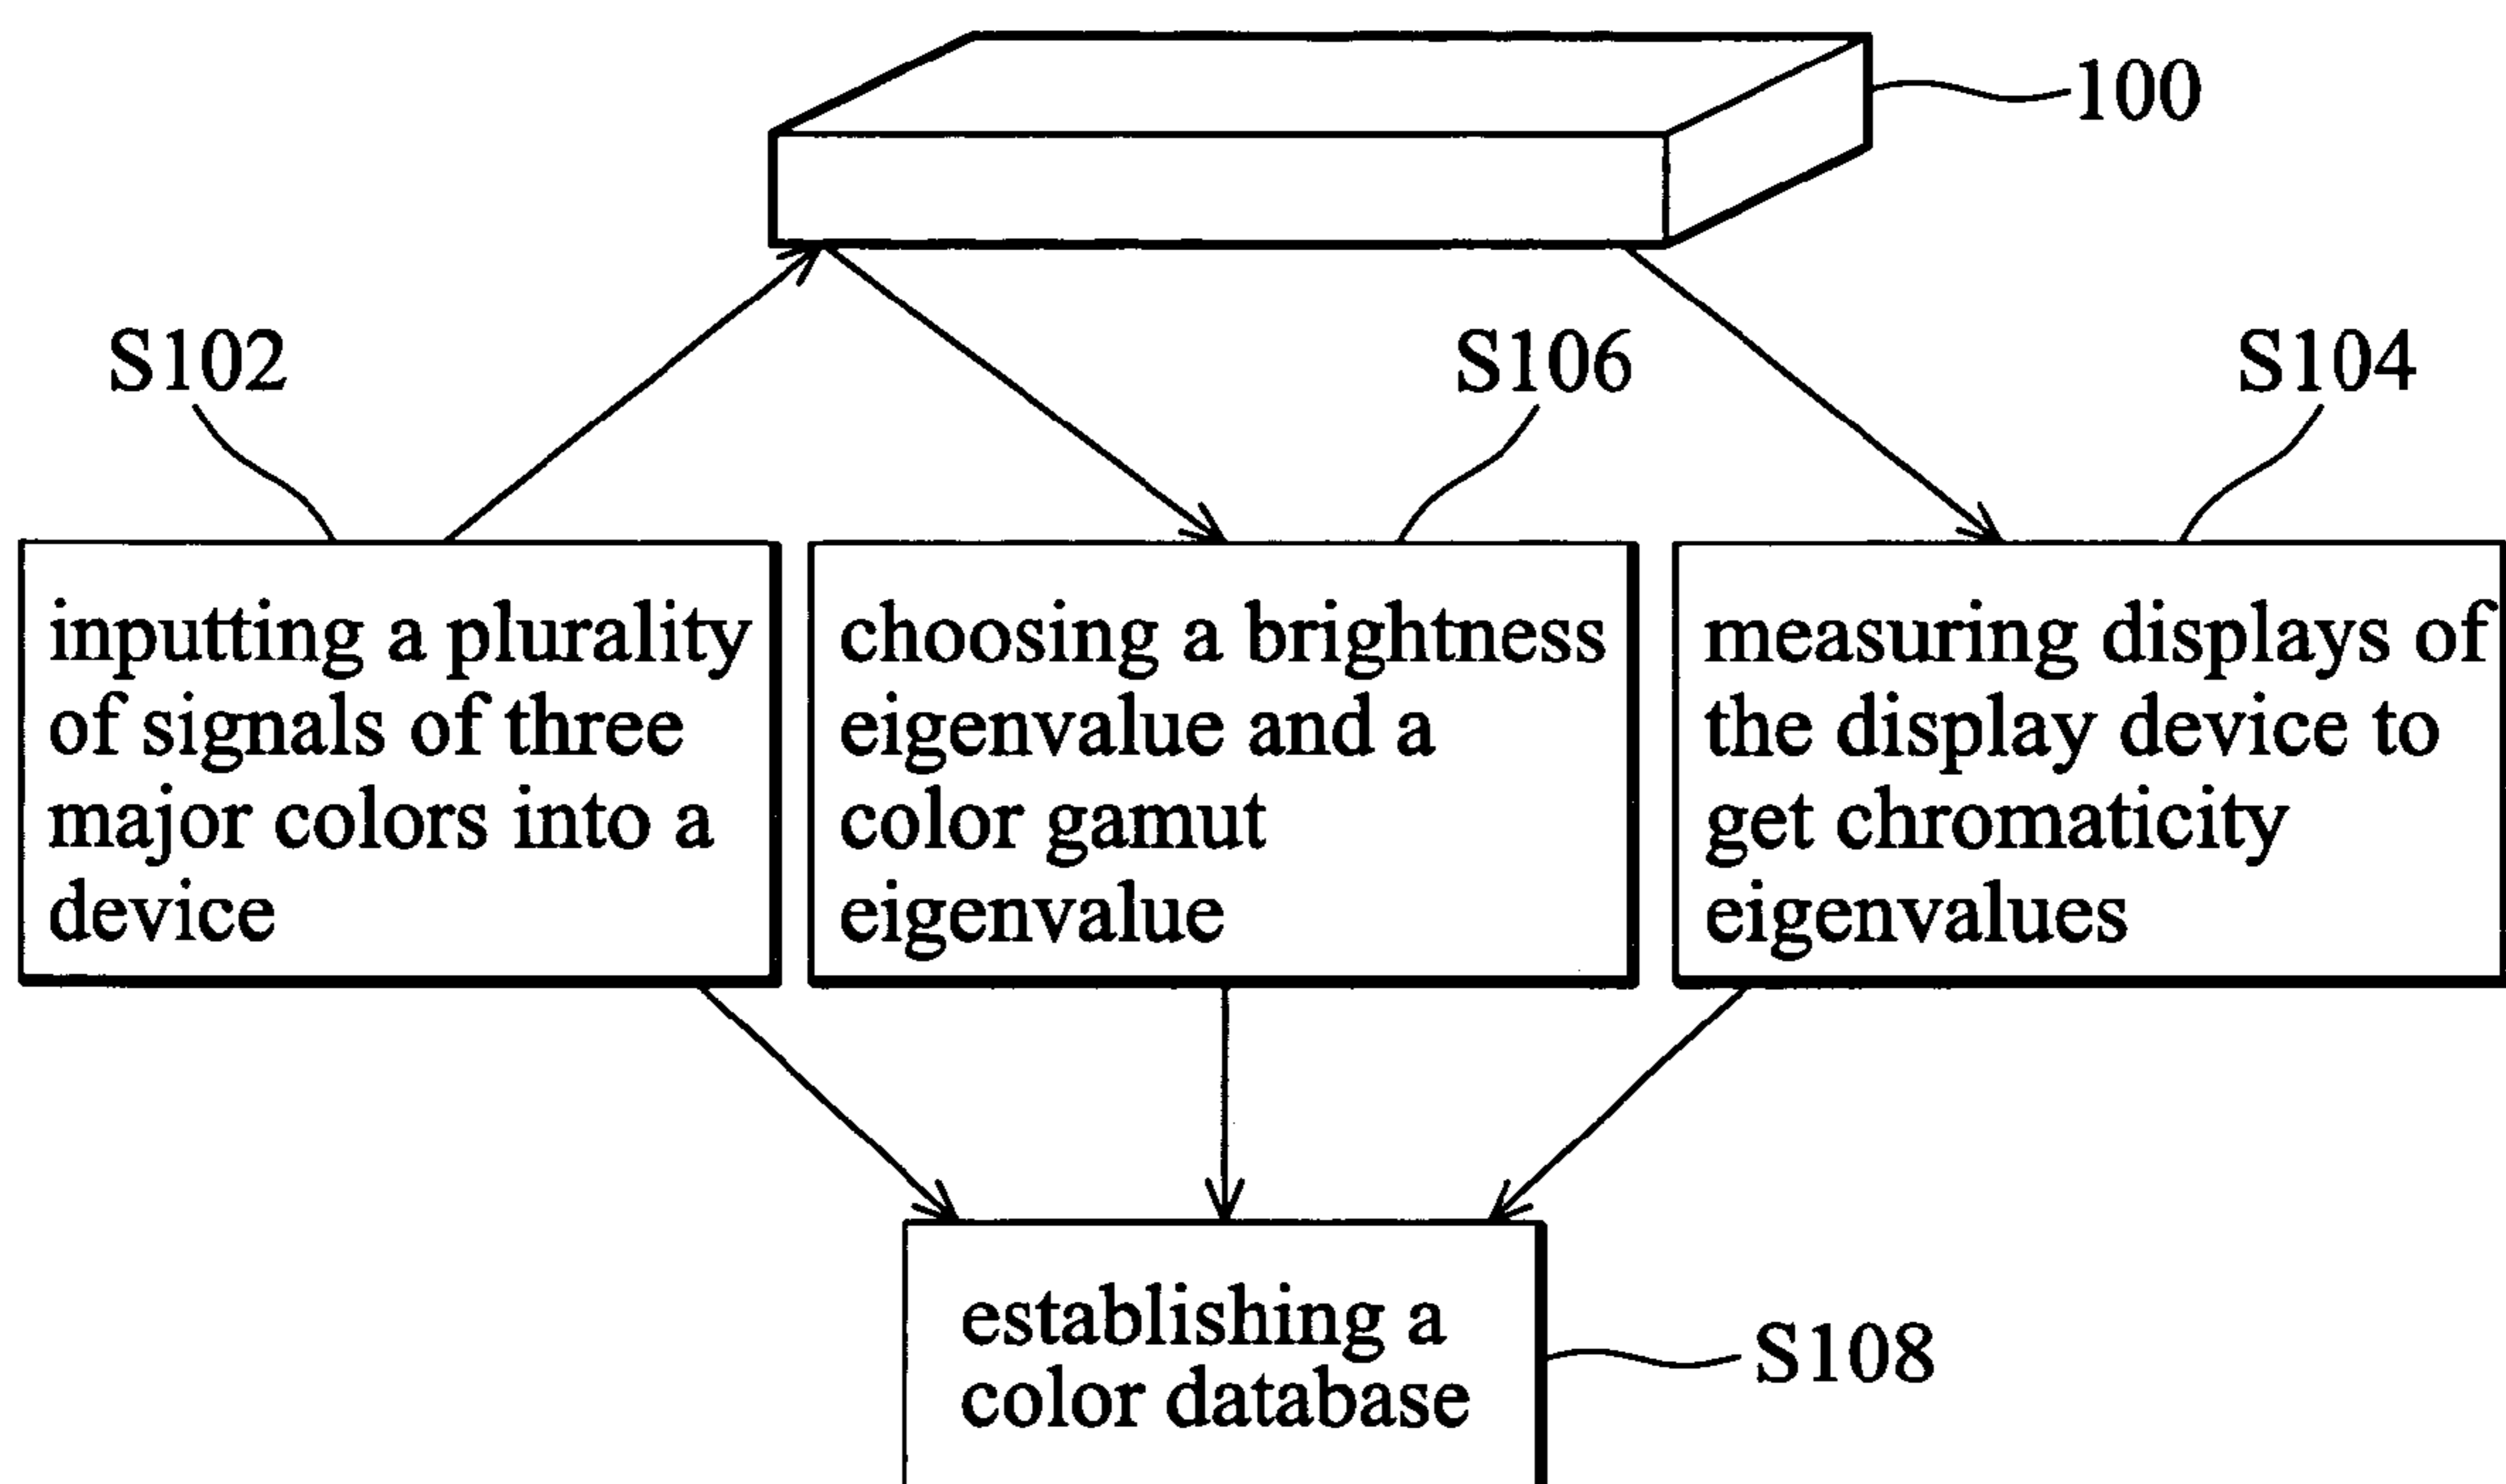 100
S102
S106
S104
inputting a plurality
of signals of three
major colors into a
device
choosing a brightness
eigenvalue and a
color gamut
eigenvalue
measuring displays of
the display device to
get chromaticity
eigenvalues
establishing a
color database
S108